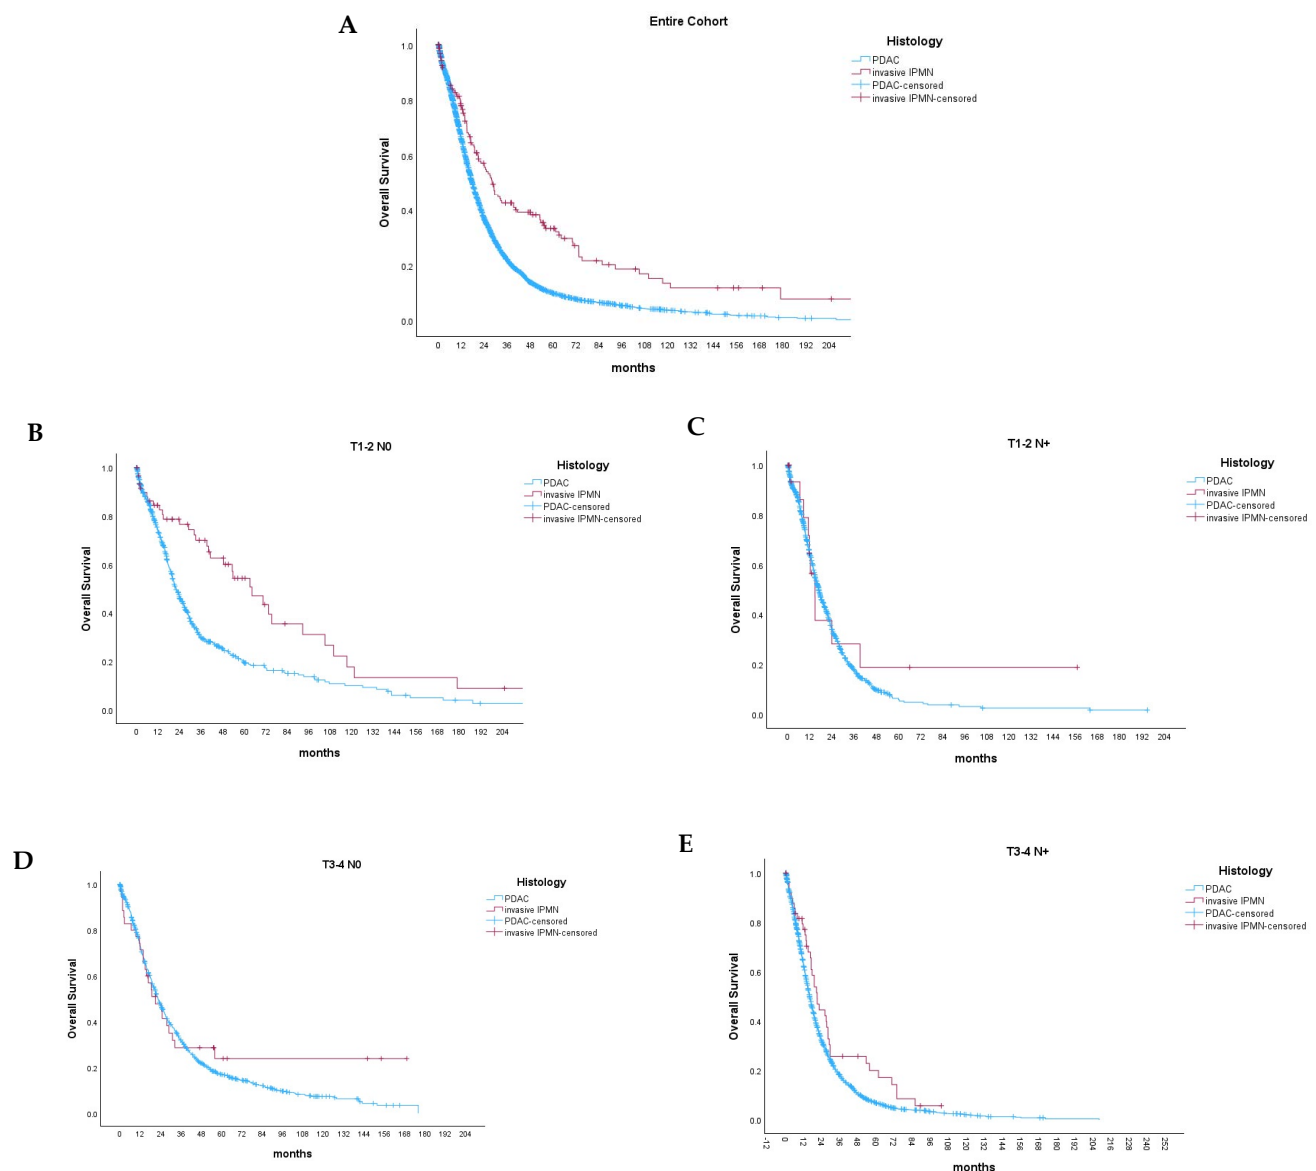 A
Entire Cohort
Histology
PDAC
invasive IPMN
PDAC-censored
invasive IPMN-censored
Overall Survival
1.0
0.8
0.6
0.4
0.2
0.0
0 12 24 36 48 60 72 84 96 108 120 132 144 156 168 180 192 204
months
B
T1-2 N0
Histology
PDAC
invasive IPMN
PDAC-censored
invasive IPMN-censored
Overall Survival
1.0
0.8
0.6
0.4
0.2
0.0
0 12 24 36 48 60 72 84 96 108 120 132 144 156 168 180 192 204
months
C
T1-2 N+
Histology
PDAC
invasive IPMN
PDAC-censored
invasive IPMN-censored
Overall Survival
1.0
0.8
0.6
0.4
0.2
0.0
0 12 24 36 48 60 72 84 96 108 120 132 144 156 168 180 192 204
months
D
T3-4 N0
Histology
PDAC
invasive IPMN
PDAC-censored
invasive IPMN-censored
Overall Survival
1.0
0.8
0.6
0.4
0.2
0.0
0 12 24 36 48 60 72 84 96 108 120 132 144 156 168 180 192 204
months
E
T3-4 N+
Histology
PDAC
invasive IPMN
PDAC-censored
invasive IPMN-censored
Overall Survival
1.0
0.8
0.6
0.4
0.2
0.0
-12 0 12 24 36 48 60 72 84 96 108 120 132 144 156 168 180 192 204 216 228 240 252
months